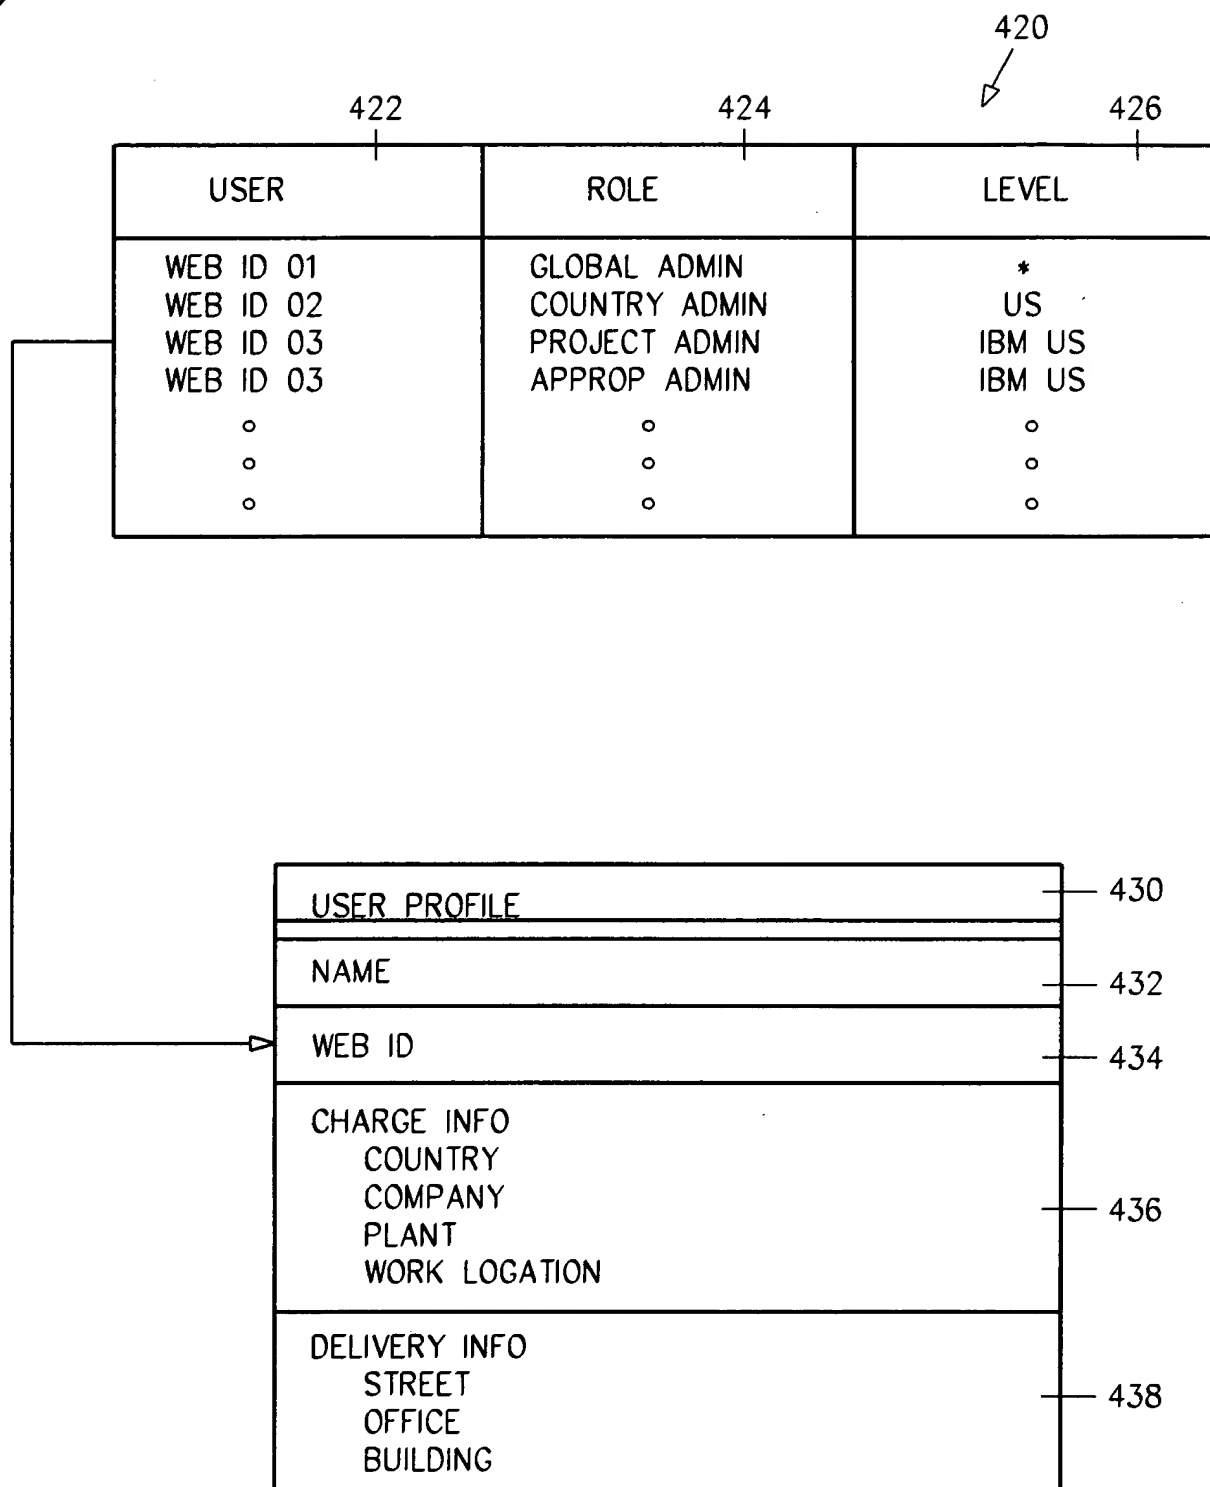 420
422 424 426
USER ROLE LEVEL
WEB ID 01 GLOBAL ADMIN *
WEB ID 02 COUNTRY ADMIN US
WEB ID 03 PROJECT ADMIN IBM US
WEB ID 03 APPROP ADMIN IBM US
USER PROFILE 430
NAME 432
WEB ID 434
CHARGE INFO
COUNTRY
COMPANY
PLANT 436
WORK LOGATION
DELIVERY INFO
STREET 438
OFFICE
BUILDING